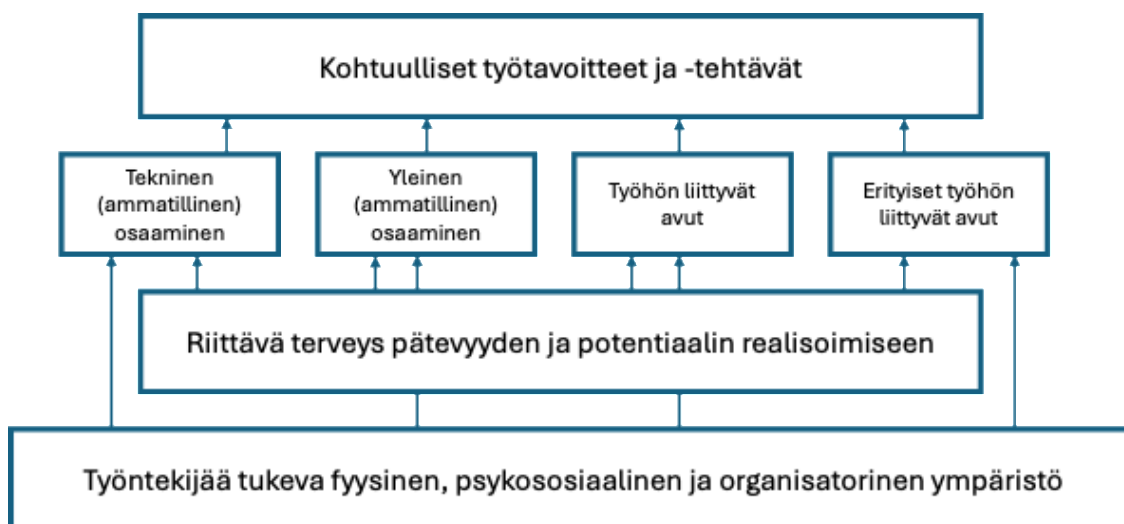 Kohtuulliset työtavoitteet ja -tehtävät
Tekninen
(ammatillinen)
osaaminen
Yleinen
(ammatillinen)
osaaminen
Työhön liittyvät
avut
Erityiset työhön
liittyvät avut
Riittävä terveys pätevyyden ja potentiaalin realisoimiseen
Työntekijää tukeva fyysinen, psykososiaalinen ja organisatorinen ympäristö